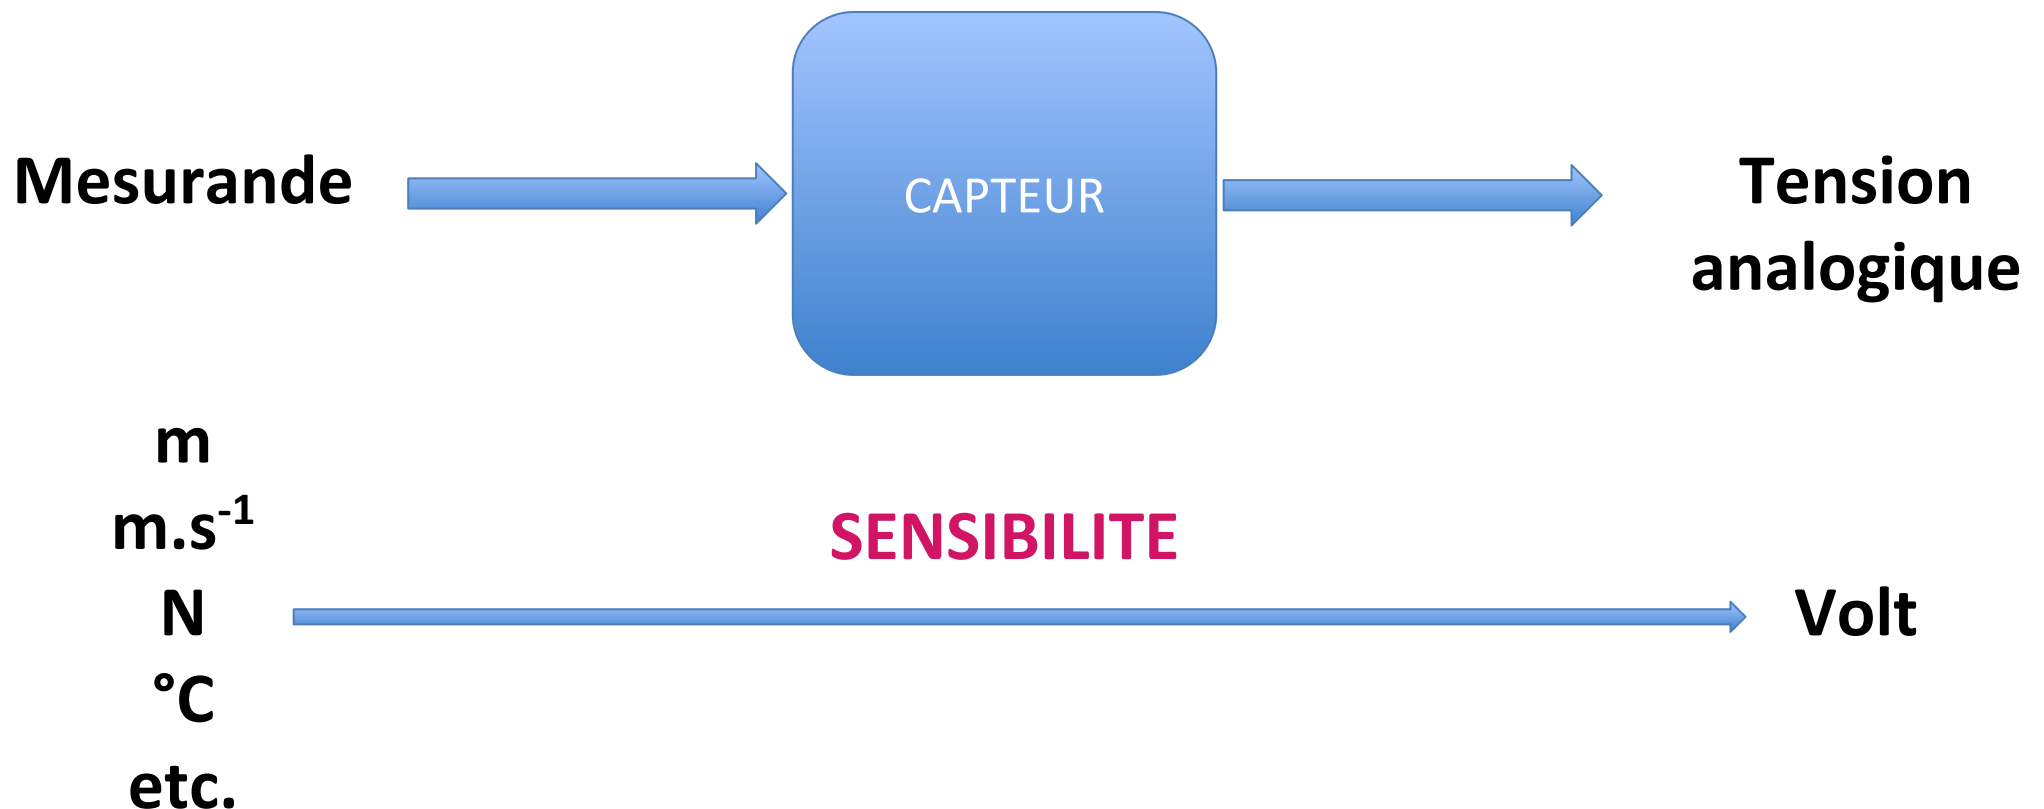 Mesurande
CAPTEUR
Tension
analogique
m
m.s⁻¹
N
°C
etc.
SENSIBILITE
Volt